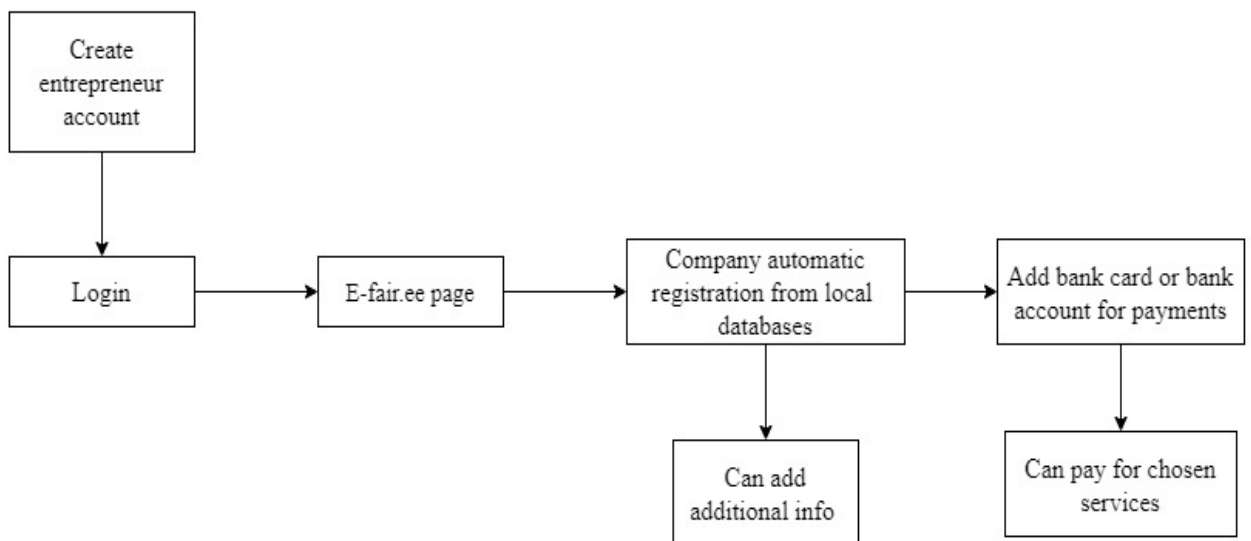 Create
entrepreneur
account
Login
E-fair.ee page
Company automatic
registration from local
databases
Add bank card or bank
account for payments
Can add
additional info
Can pay for chosen
services